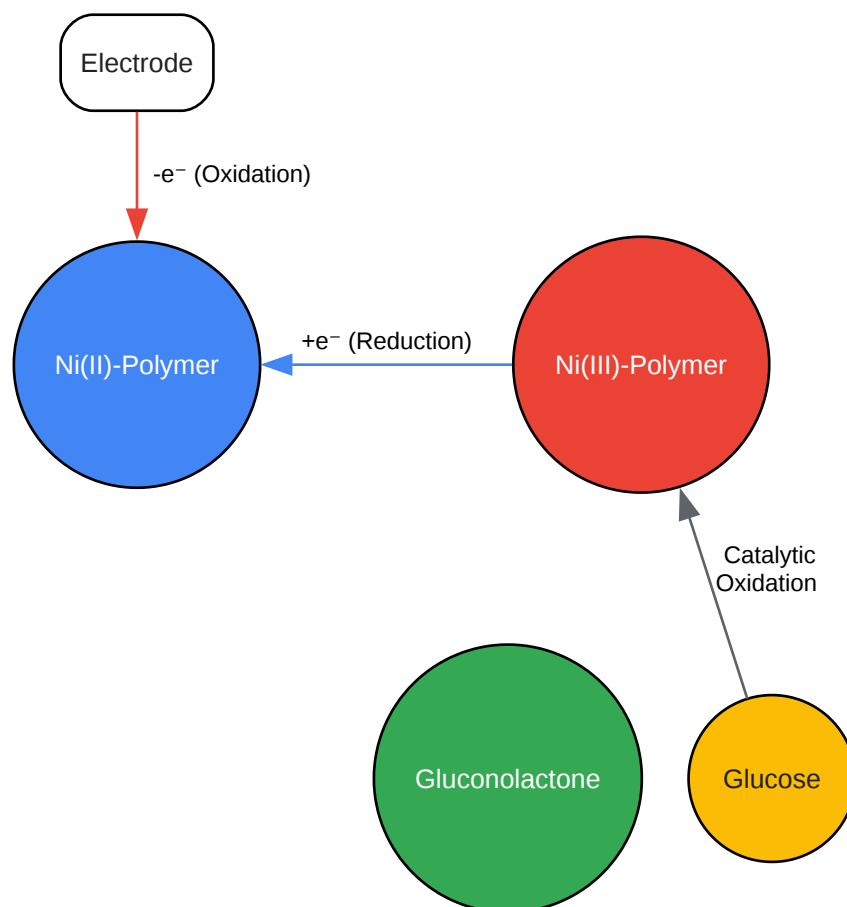 Electrode
-e⁻ (Oxidation)
+e⁻ (Reduction)
Ni(II)-Polymer
Ni(III)-Polymer
Catalytic
Oxidation
Gluconolactone
Glucose